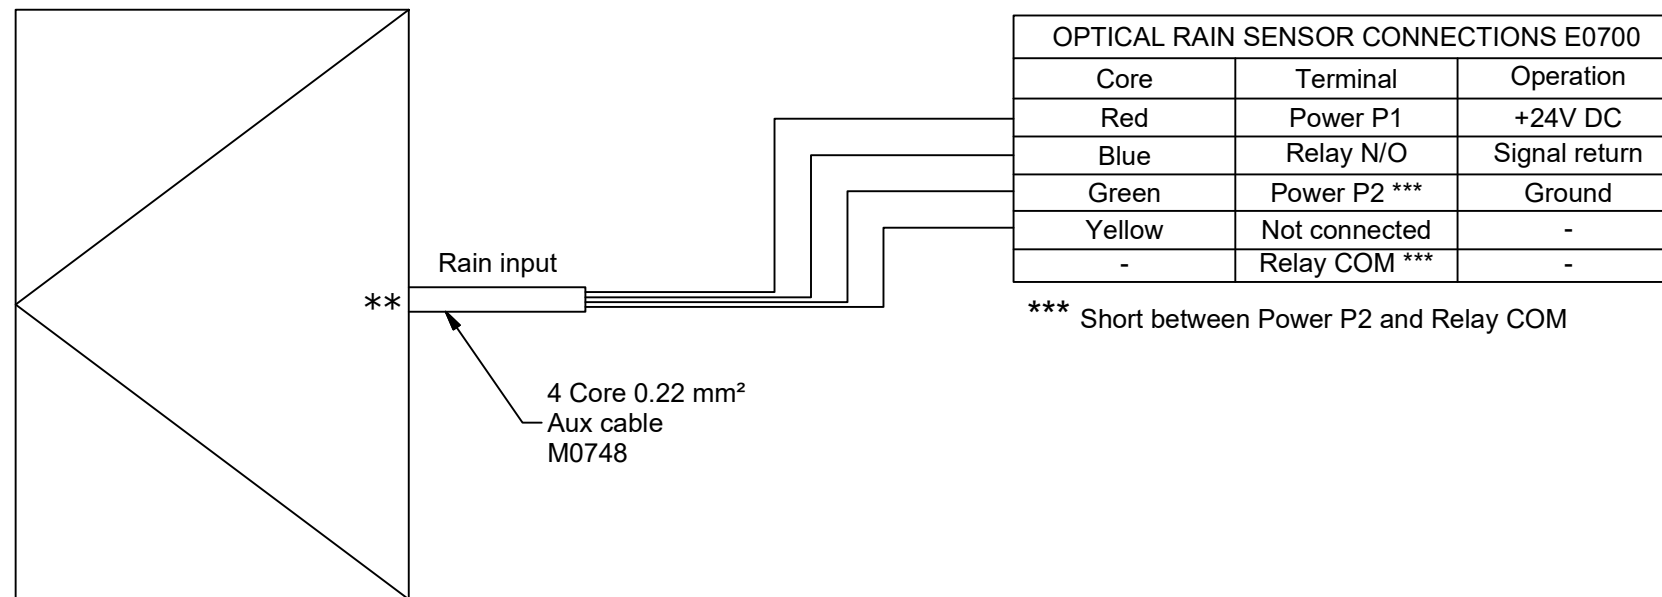 OPTICAL RAIN SENSOR CONNECTIONS E0700
Core Terminal Operation
Red Power P1 +24V DC
Blue Relay N/O Signal return
Green Power P2 *** Ground
Yellow Not connected -
- Relay COM *** -
*** Short between Power P2 and Relay COM
Rain input
**
4 Core 0.22 mm²
Aux cable
M0748